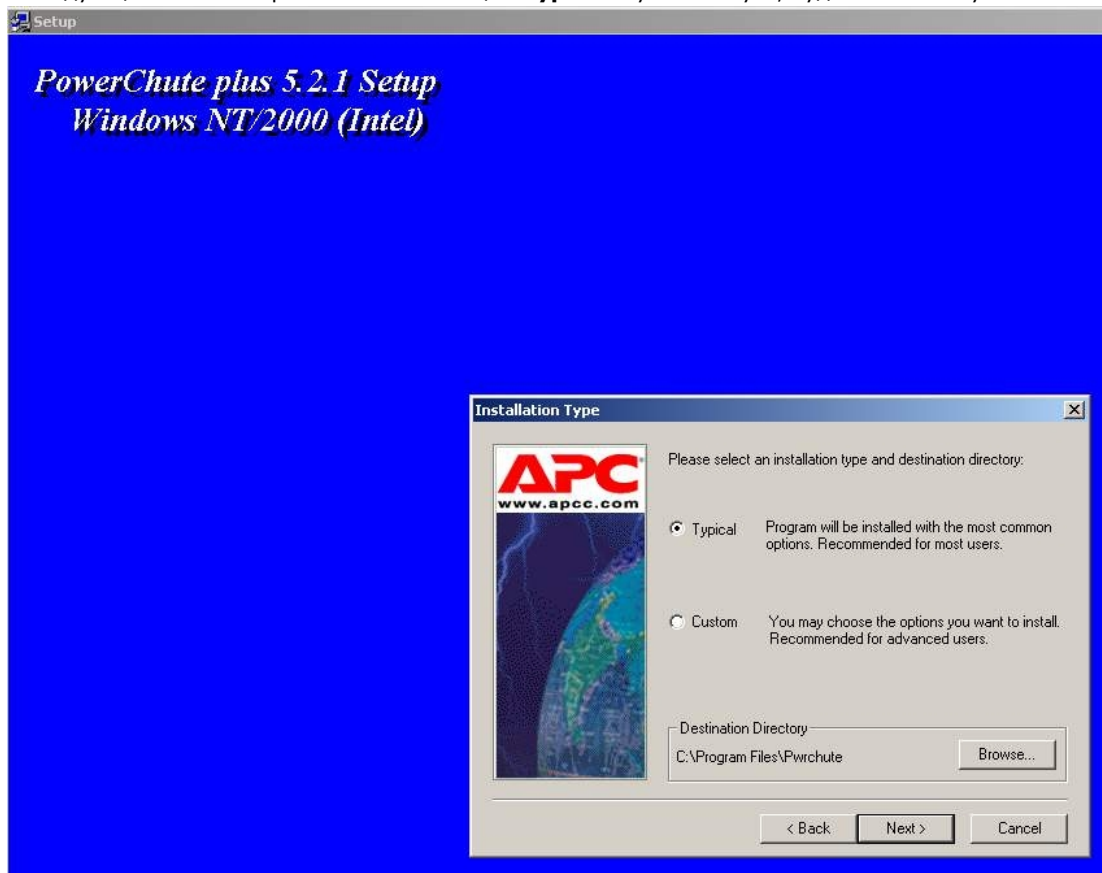 Setup
PowerChute plus 5.2.1 Setup
Windows NT/2000 (Intel)
Installation Type
APC
www.apcc.com
Please select an installation type and destination directory:
Typical
Program will be installed with the most common
options. Recommended for most users.
Custom
You may choose the options you want to install.
Recommended for advanced users.
Destination Directory
C:\Program Files\Pwrchute
Browse...
< Back
Next >
Cancel